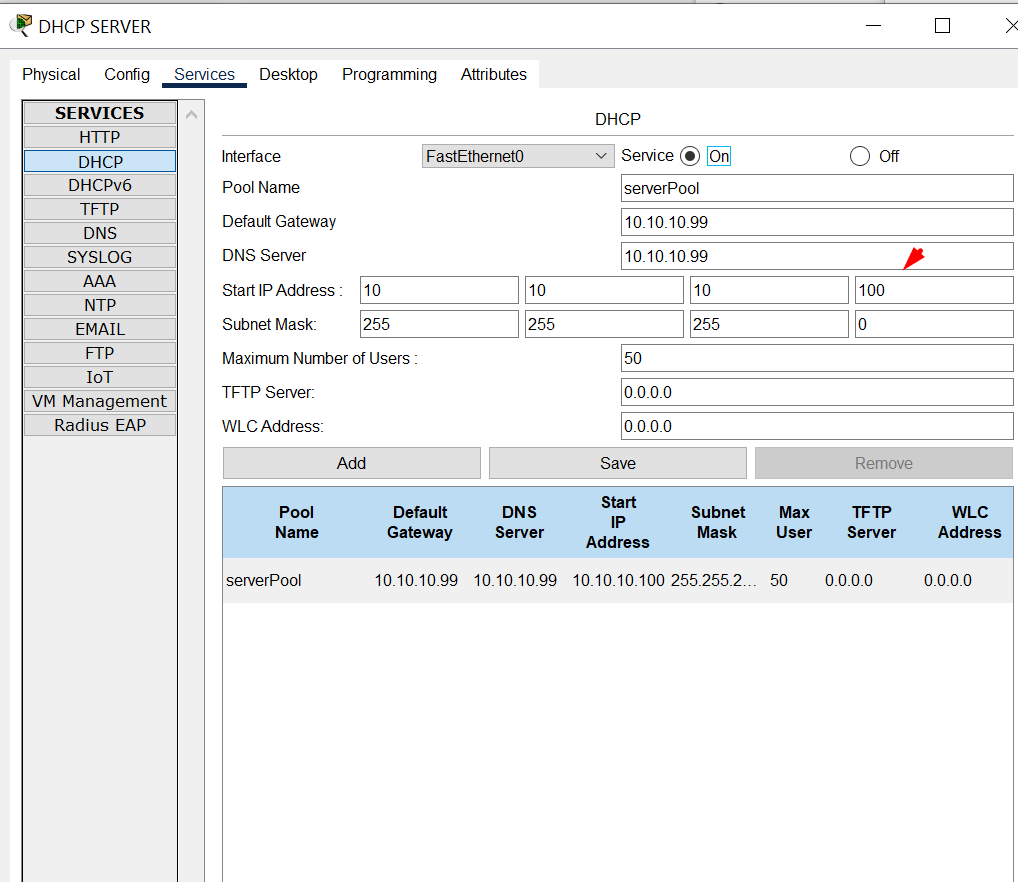 DHCP SERVER
Physical Config Services Desktop Programming Attributes
SERVICES
HTTP
DHCP
DHCPv6
TFTP
DNS
SYSLOG
AAA
NTP
EMAIL
FTP
IoT
VM Management
Radius EAP
DHCP
Interface FastEthernet0 Service On Off
Pool Name serverPool
Default Gateway 10.10.10.99
DNS Server 10.10.10.99
Start IP Address : 10 10 10 100
Subnet Mask: 255 255 255 0
Maximum Number of Users : 50
TFTP Server: 0.0.0.0
WLC Address: 0.0.0.0
Add Save Remove
Pool Name Default Gateway DNS Server Start IP Address Subnet Mask Max User TFTP Server WLC Address
serverPool 10.10.10.99 10.10.10.99 10.10.10.100 255.255.2... 50 0.0.0.0 0.0.0.0